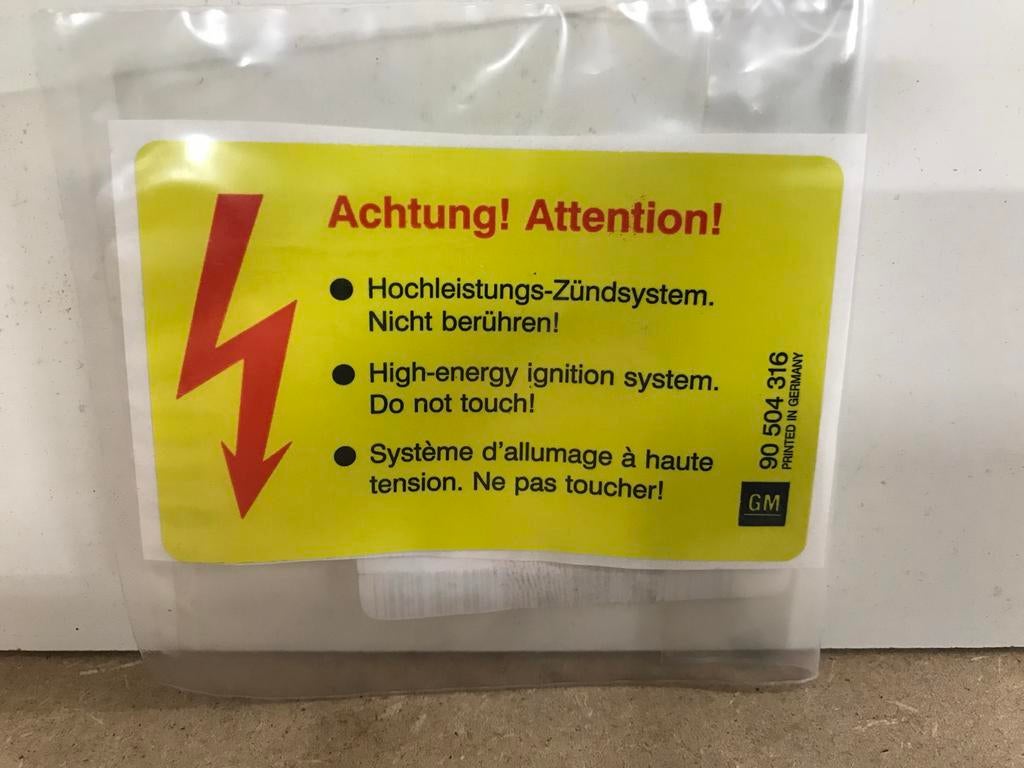 Achtung! Attention!
● Hochleistungs-Zündsystem.
Nicht berühren!
● High-energy ignition system.
Do not touch!
● Système d'allumage à haute
tension. Ne pas toucher!
90 504 316
PRINTED IN GERMANY
GM